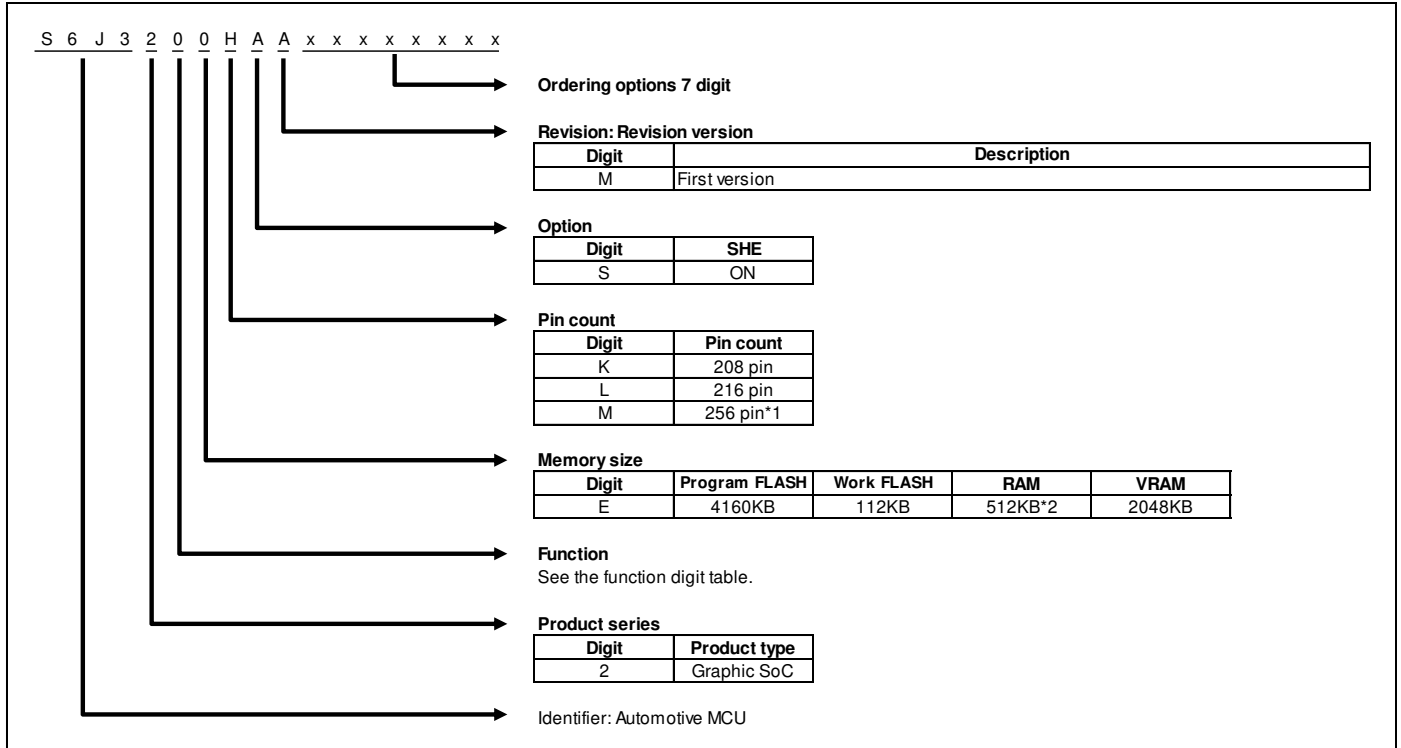 S 6 J 3 2 0 0 H A A x x x x x x x x
Ordering options 7 digit
Revision: Revision version
Digit Description
M First version
Option
Digit SHE
S ON
Pin count
Digit Pin count
K 208 pin
L 216 pin
M 256 pin*1
Memory size
Digit Program FLASH Work FLASH RAM VRAM
E 4160KB 112KB 512KB*2 2048KB
Function
See the function digit table.
Product series
Digit Product type
2 Graphic SoC
Identifier: Automotive MCU